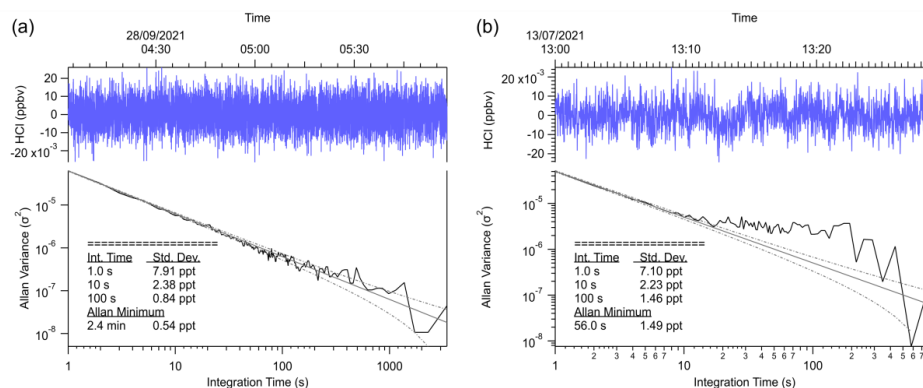 (a)
Time
28/09/2021
04:30 05:00 05:30
HCl (ppbv)
20
10
0
-10
-20 x10⁻³
Allan Variance (σ²)
10⁻⁵
10⁻⁶
10⁻⁷
10⁻⁸
====================
Int. Time Std. Dev.
1.0 s 7.91 ppt
10 s 2.38 ppt
100 s 0.84 ppt
Allan Minimum
2.4 min 0.54 ppt
1 10 100 1000
Integration Time (s)
(b)
Time
13/07/2021
13:00 13:10 13:20
HCl (ppbv)
20 x10⁻³
10
0
-10
-20
Allan Variance (σ²)
10⁻⁵
10⁻⁶
10⁻⁷
10⁻⁸
====================
Int. Time Std. Dev.
1.0 s 7.10 ppt
10 s 2.23 ppt
100 s 1.46 ppt
Allan Minimum
56.0 s 1.49 ppt
1 2 3 4 5 6 7 10 2 3 4 5 6 7 100 2 3 4 5 6 7
Integration Time (s)